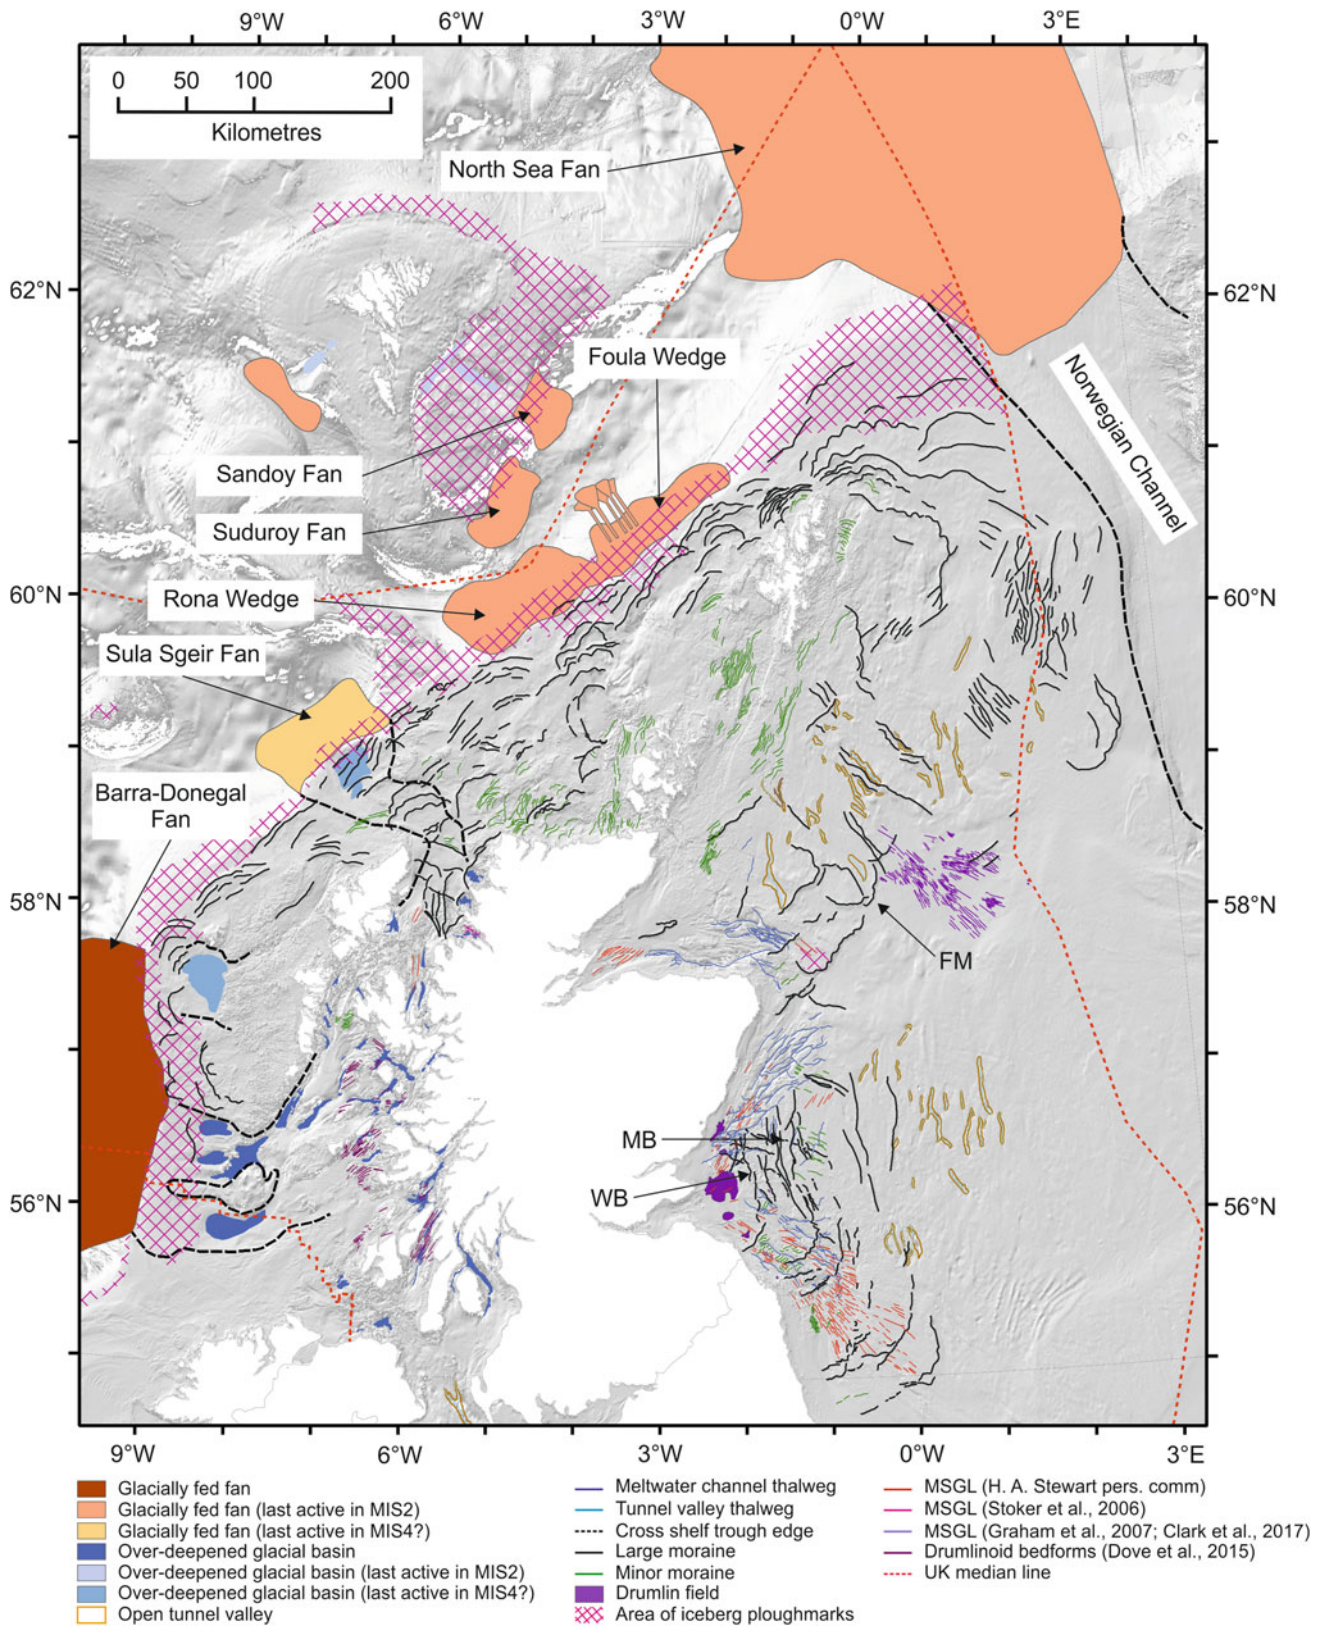 9°W 6°W 3°W 0°W 3°E
0 50 100 200
Kilometres
North Sea Fan
62°N
62°N
Foula Wedge
Norwegian Channel
Sandoy Fan
Suduroy Fan
60°N
60°N
Rona Wedge
Sula Sgeir Fan
Barra-Donegal
Fan
58°N
58°N
FM
MB
WB
56°N
56°N
9°W 6°W 3°W 0°W 3°E
Glacially fed fan
Glacially fed fan (last active in MIS2)
Glacially fed fan (last active in MIS4?)
Over-deepened glacial basin
Over-deepened glacial basin (last active in MIS2)
Over-deepened glacial basin (last active in MIS4?)
Open tunnel valley
Meltwater channel thalweg
Tunnel valley thalweg
Cross shelf trough edge
Large moraine
Minor moraine
Drumlin field
Area of iceberg ploughmarks
MSGL (H. A. Stewart pers. comm)
MSGL (Stoker et al., 2006)
MSGL (Graham et al., 2007; Clark et al., 2017)
Drumlinoid bedforms (Dove et al., 2015)
UK median line